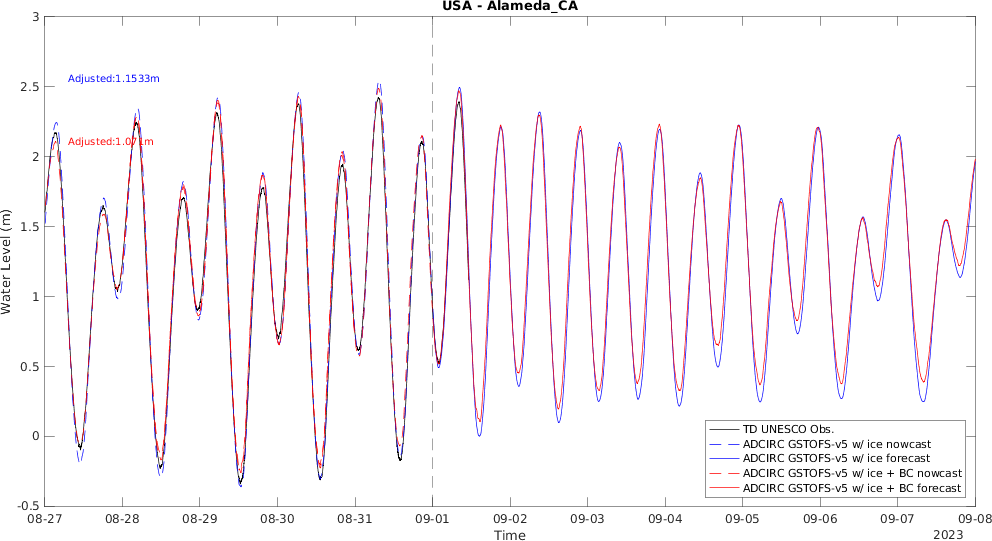 USA - Alameda_CA
3
2.5
2
1.5
1
0.5
0
-0.5
Water Level (m)
Adjusted:1.1533m
Adjusted:1.071m
TD UNESCO Obs.
ADCIRC GSTOFS-v5 w/ ice nowcast
ADCIRC GSTOFS-v5 w/ ice forecast
ADCIRC GSTOFS-v5 w/ ice + BC nowcast
ADCIRC GSTOFS-v5 w/ ice + BC forecast
08-27 08-28 08-29 08-30 08-31 09-01 09-02 09-03 09-04 09-05 09-06 09-07 09-08
Time
2023